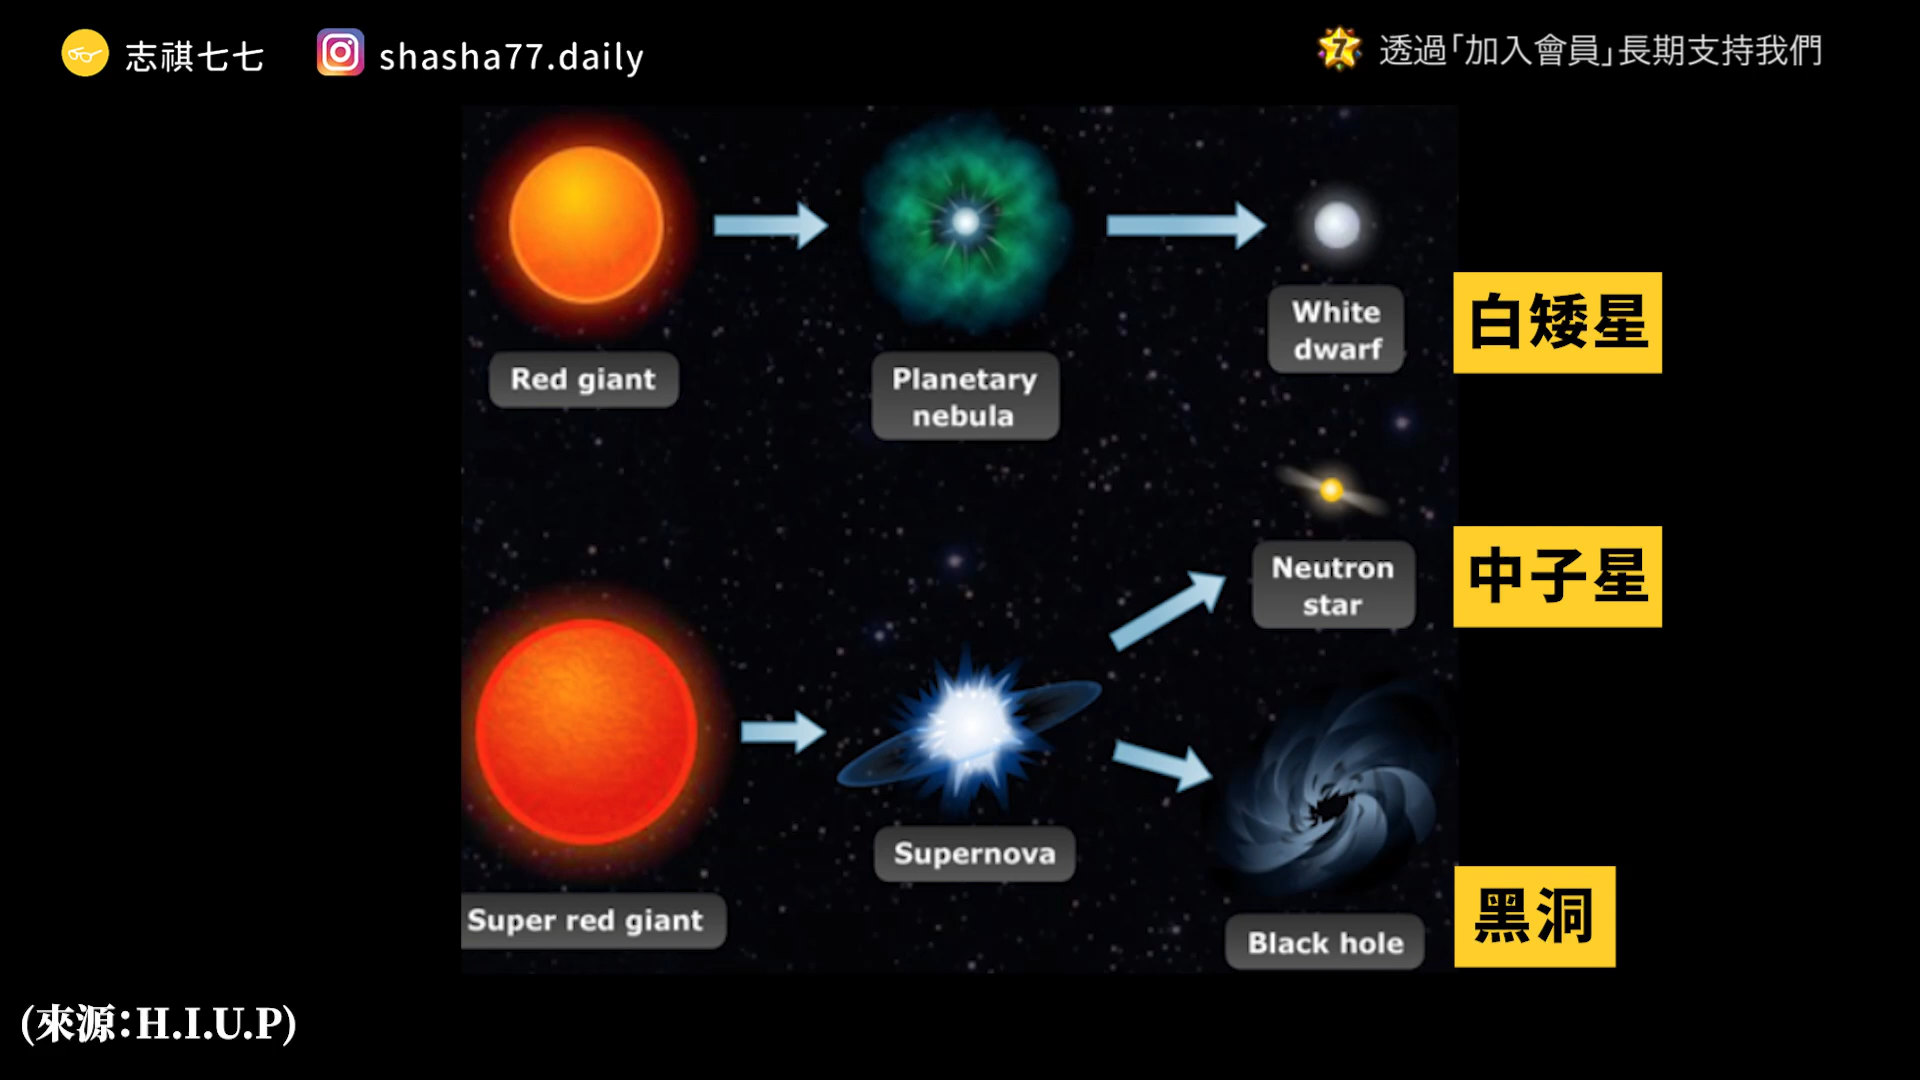 志祺七七
shasha77.daily
7
透過「加入會員」長期支持我們
Red giant
Planetary
nebula
White
dwarf
白矮星
Neutron
star
中子星
Super red giant
Supernova
Black hole
黑洞
(來源:H.I.U.P)